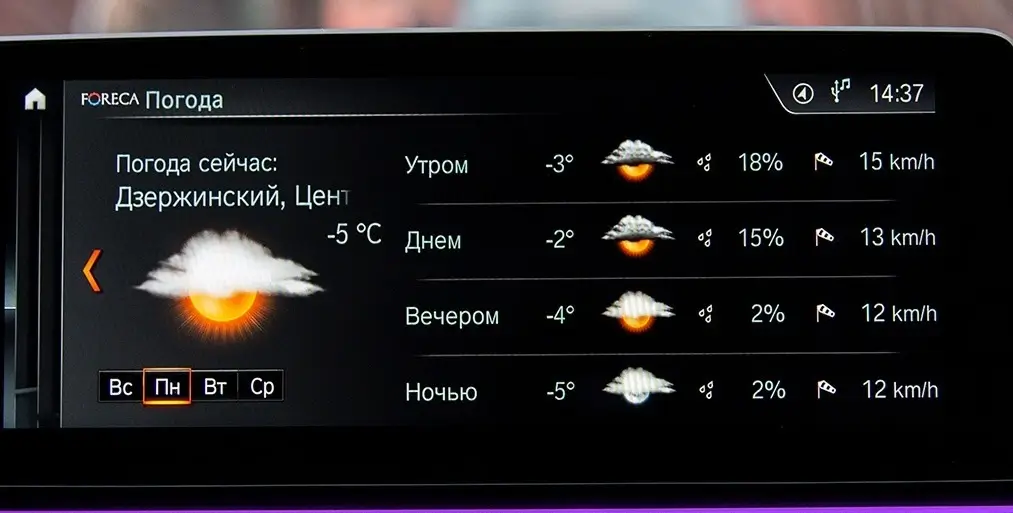 FORECA Погода
14:37
Погода сейчас:
Дзержинский, Цент
-5 °C
Вс Пн Вт Ср
Утром -3° 18% 15 km/h
Днем -2° 15% 13 km/h
Вечером -4° 2% 12 km/h
Ночью -5° 2% 12 km/h